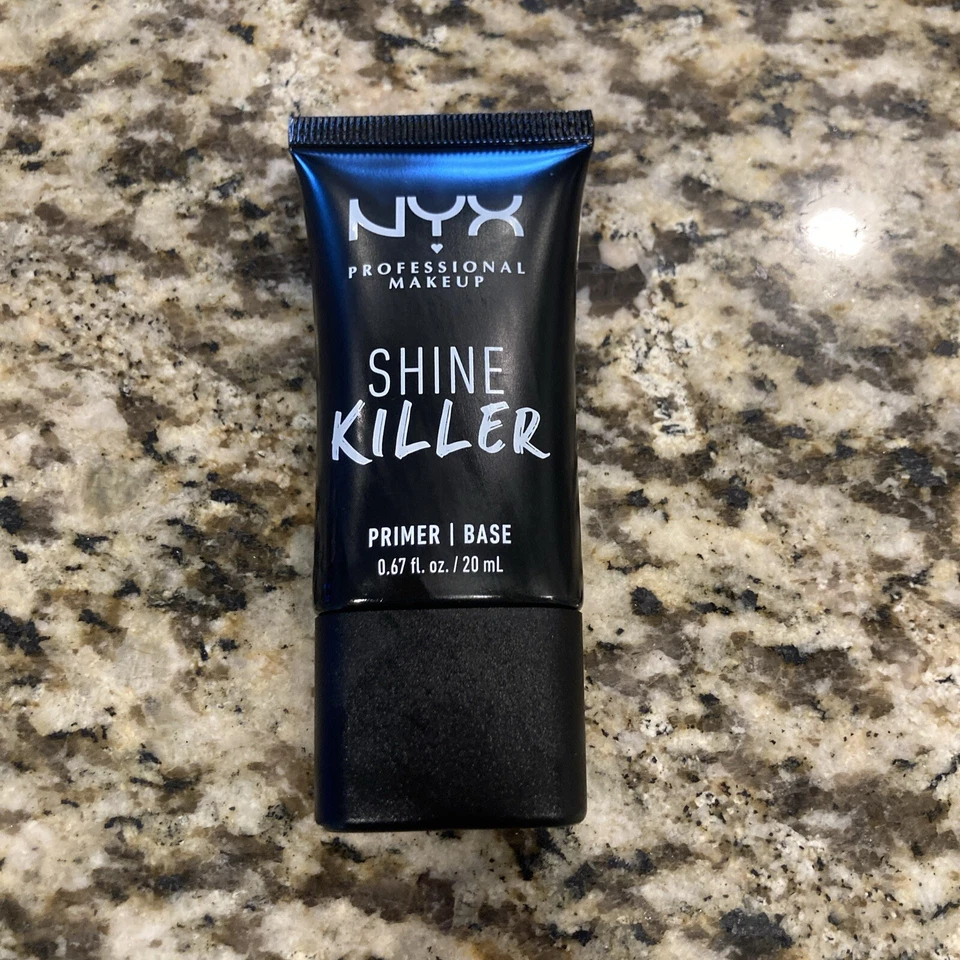 NYX
PROFESSIONAL
MAKEUP
SHINE
KILLER
PRIMER | BASE
0.67 fl. oz. / 20 mL